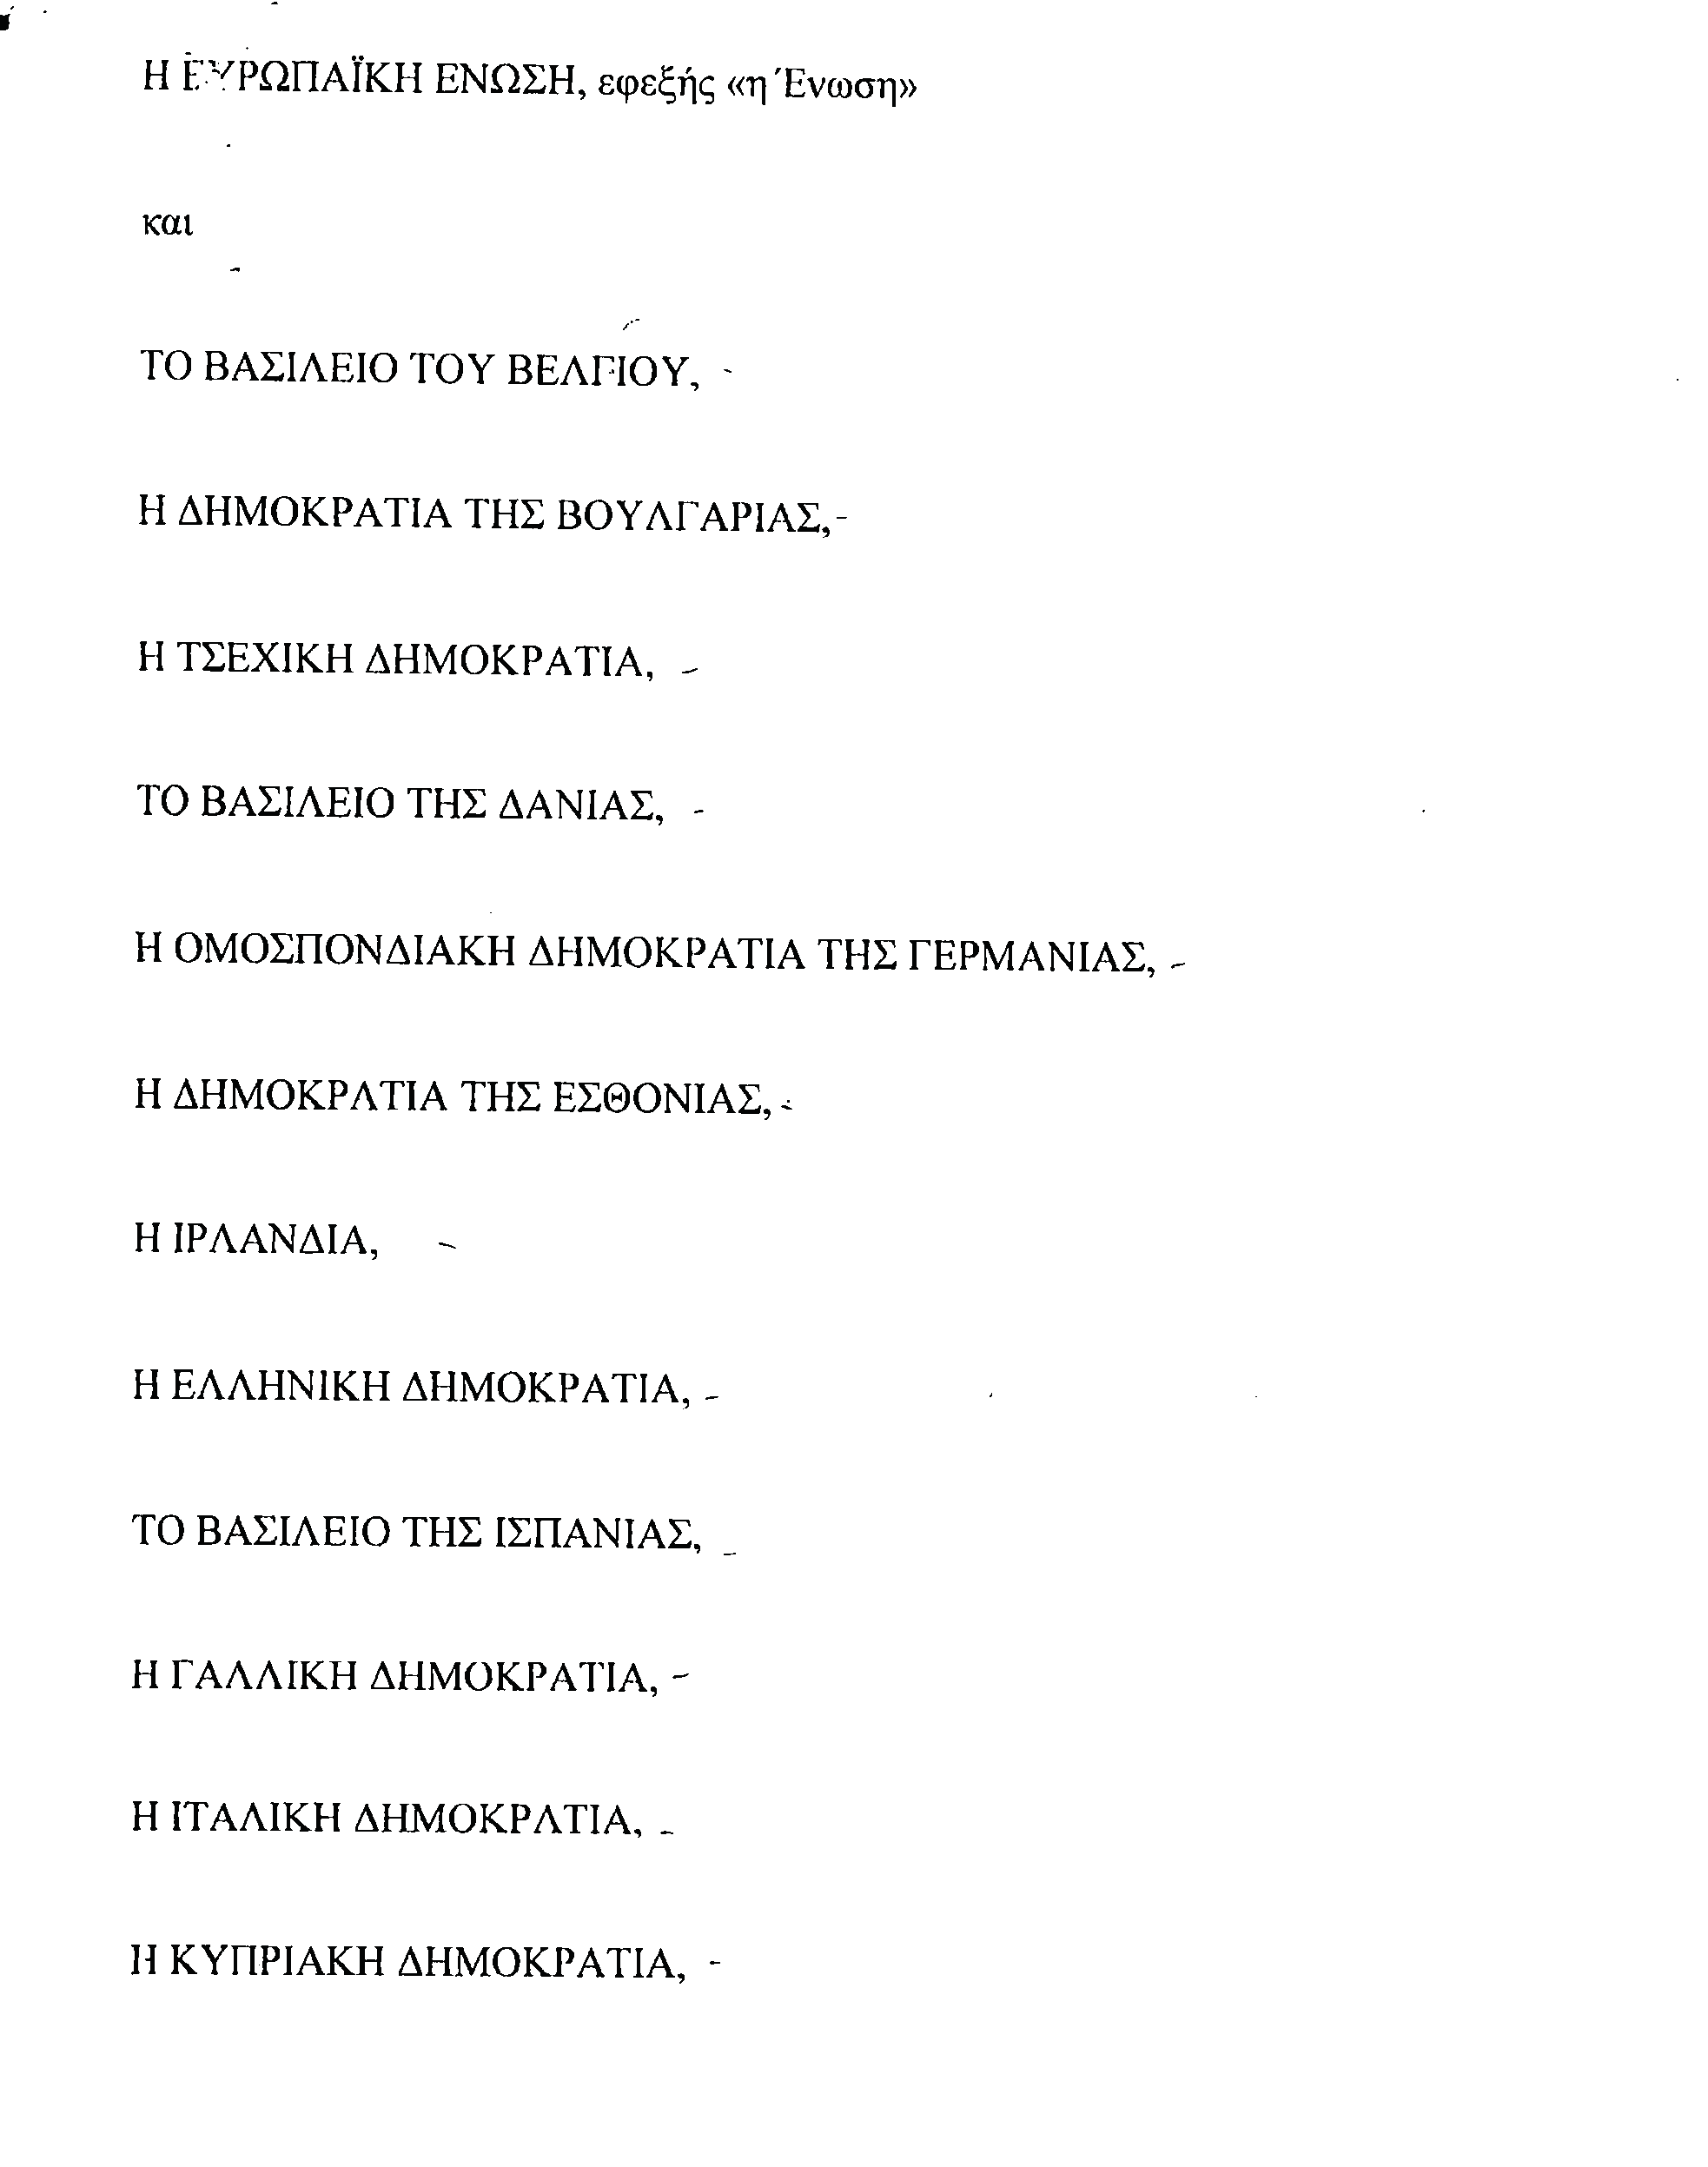 Η ΕΥΡΩΠΑΪΚΗ ΕΝΩΣΗ, εφεξής «η Ένωση»
και
ΤΟ ΒΑΣΙΛΕΙΟ ΤΟΥ ΒΕΛΓΙΟΥ,
Η ΔΗΜΟΚΡΑΤΙΑ ΤΗΣ ΒΟΥΛΓΑΡΙΑΣ,
Η ΤΣΕΧΙΚΗ ΔΗΜΟΚΡΑΤΙΑ,
ΤΟ ΒΑΣΙΛΕΙΟ ΤΗΣ ΔΑΝΙΑΣ,
Η ΟΜΟΣΠΟΝΔΙΑΚΗ ΔΗΜΟΚΡΑΤΙΑ ΤΗΣ ΓΕΡΜΑΝΙΑΣ,
Η ΔΗΜΟΚΡΑΤΙΑ ΤΗΣ ΕΣΘΟΝΙΑΣ,
Η ΙΡΛΑΝΔΙΑ,
Η ΕΛΛΗΝΙΚΗ ΔΗΜΟΚΡΑΤΙΑ,
ΤΟ ΒΑΣΙΛΕΙΟ ΤΗΣ ΙΣΠΑΝΙΑΣ,
Η ΓΑΛΛΙΚΗ ΔΗΜΟΚΡΑΤΙΑ,
Η ΙΤΑΛΙΚΗ ΔΗΜΟΚΡΑΤΙΑ,
Η ΚΥΠΡΙΑΚΗ ΔΗΜΟΚΡΑΤΙΑ,